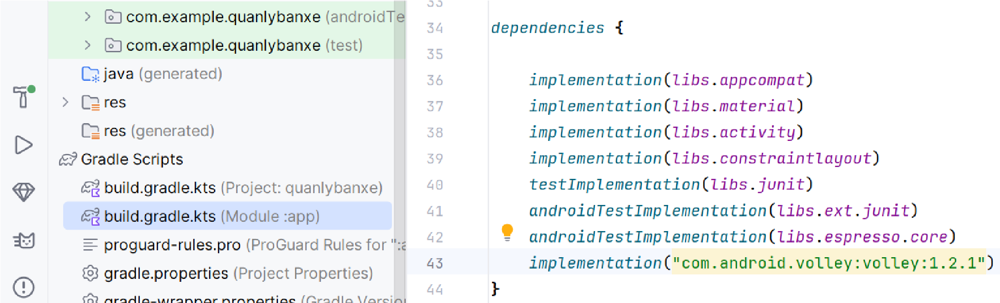 com.example.quanlybanxe (androidTe
com.example.quanlybanxe (test)
java (generated)
res
res (generated)
Gradle Scripts
build.gradle.kts (Project: quanlybanxe)
build.gradle.kts (Module :app)
proguard-rules.pro (ProGuard Rules for ":a
gradle.properties (Project Properties)
gradle-wrapper.properties (Gradle Versio
33
34 dependencies {
35
36 implementation(libs.appcompat)
37 implementation(libs.material)
38 implementation(libs.activity)
39 implementation(libs.constraintlayout)
40 testImplementation(libs.junit)
41 androidTestImplementation(libs.ext.junit)
42 androidTestImplementation(libs.espresso.core)
43 implementation("com.android.volley:volley:1.2.1")
44 }